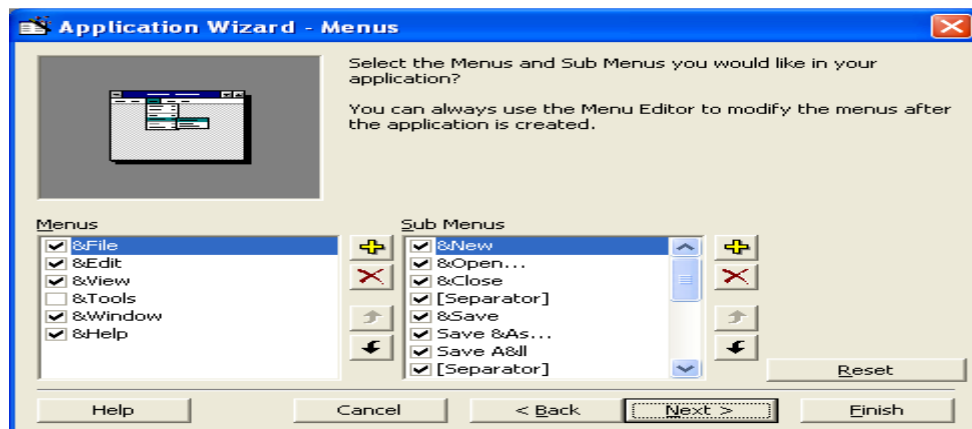 Application Wizard - Menus
Select the Menus and Sub Menus you would like in your
application?
You can always use the Menu Editor to modify the menus after
the application is created.
Menus
&File
&Edit
&View
&Tools
&Window
&Help
Sub Menus
&New
&Open...
&Close
[Separator]
&Save
Save &As...
Save A&ll
[Separator]
Reset
Help
Cancel
< Back
Next >
Finish